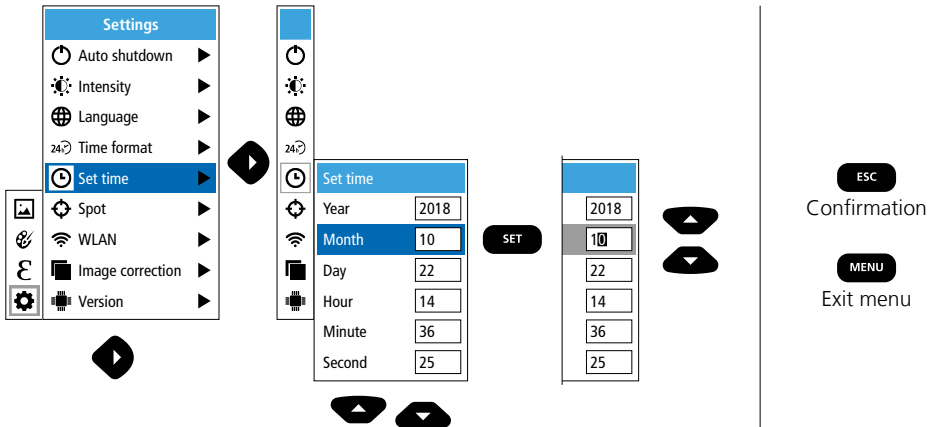 Settings
Auto shutdown
Intensity
Language
24h Time format
Set time
Spot
WLAN
Image correction
Version
ε
24h
Set time
Year 2018
Month 10
Day 22
Hour 14
Minute 36
Second 25
SET
2018
10
22
14
36
25
ESC
Confirmation
MENU
Exit menu